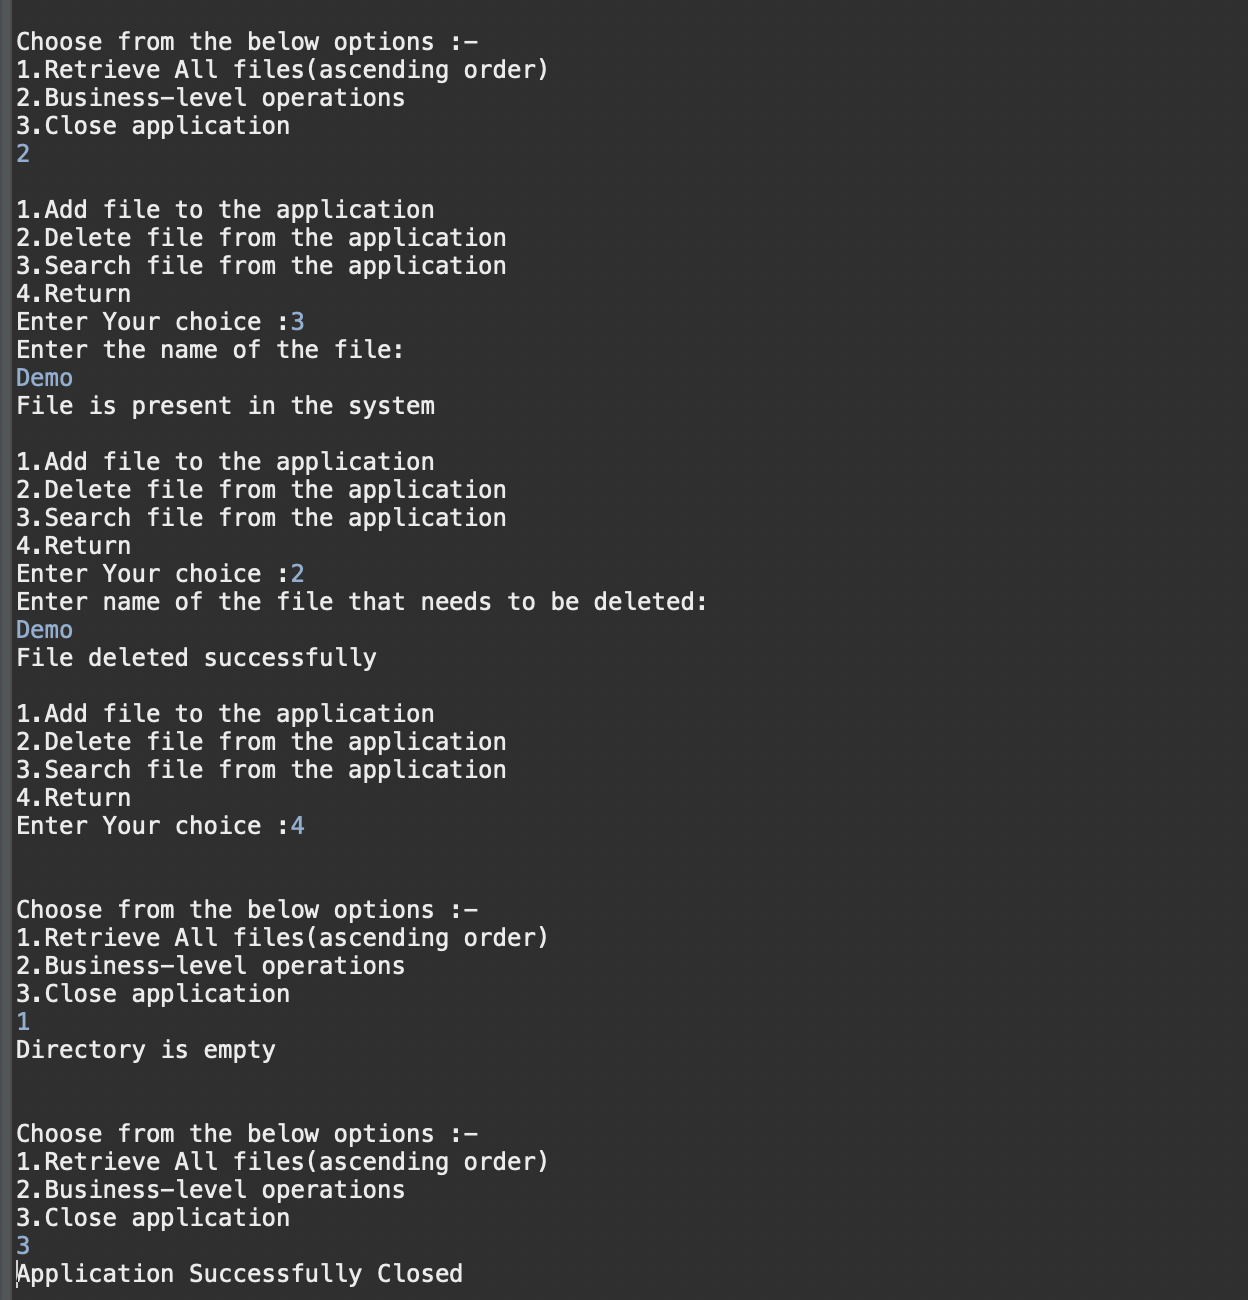 Choose from the below options :-
1.Retrieve All files(ascending order)
2.Business-level operations
3.Close application
2
1.Add file to the application
2.Delete file from the application
3.Search file from the application
4.Return
Enter Your choice :3
Enter the name of the file:
Demo
File is present in the system
1.Add file to the application
2.Delete file from the application
3.Search file from the application
4.Return
Enter Your choice :2
Enter name of the file that needs to be deleted:
Demo
File deleted successfully
1.Add file to the application
2.Delete file from the application
3.Search file from the application
4.Return
Enter Your choice :4
Choose from the below options :-
1.Retrieve All files(ascending order)
2.Business-level operations
3.Close application
1
Directory is empty
Choose from the below options :-
1.Retrieve All files(ascending order)
2.Business-level operations
3.Close application
3
Application Successfully Closed